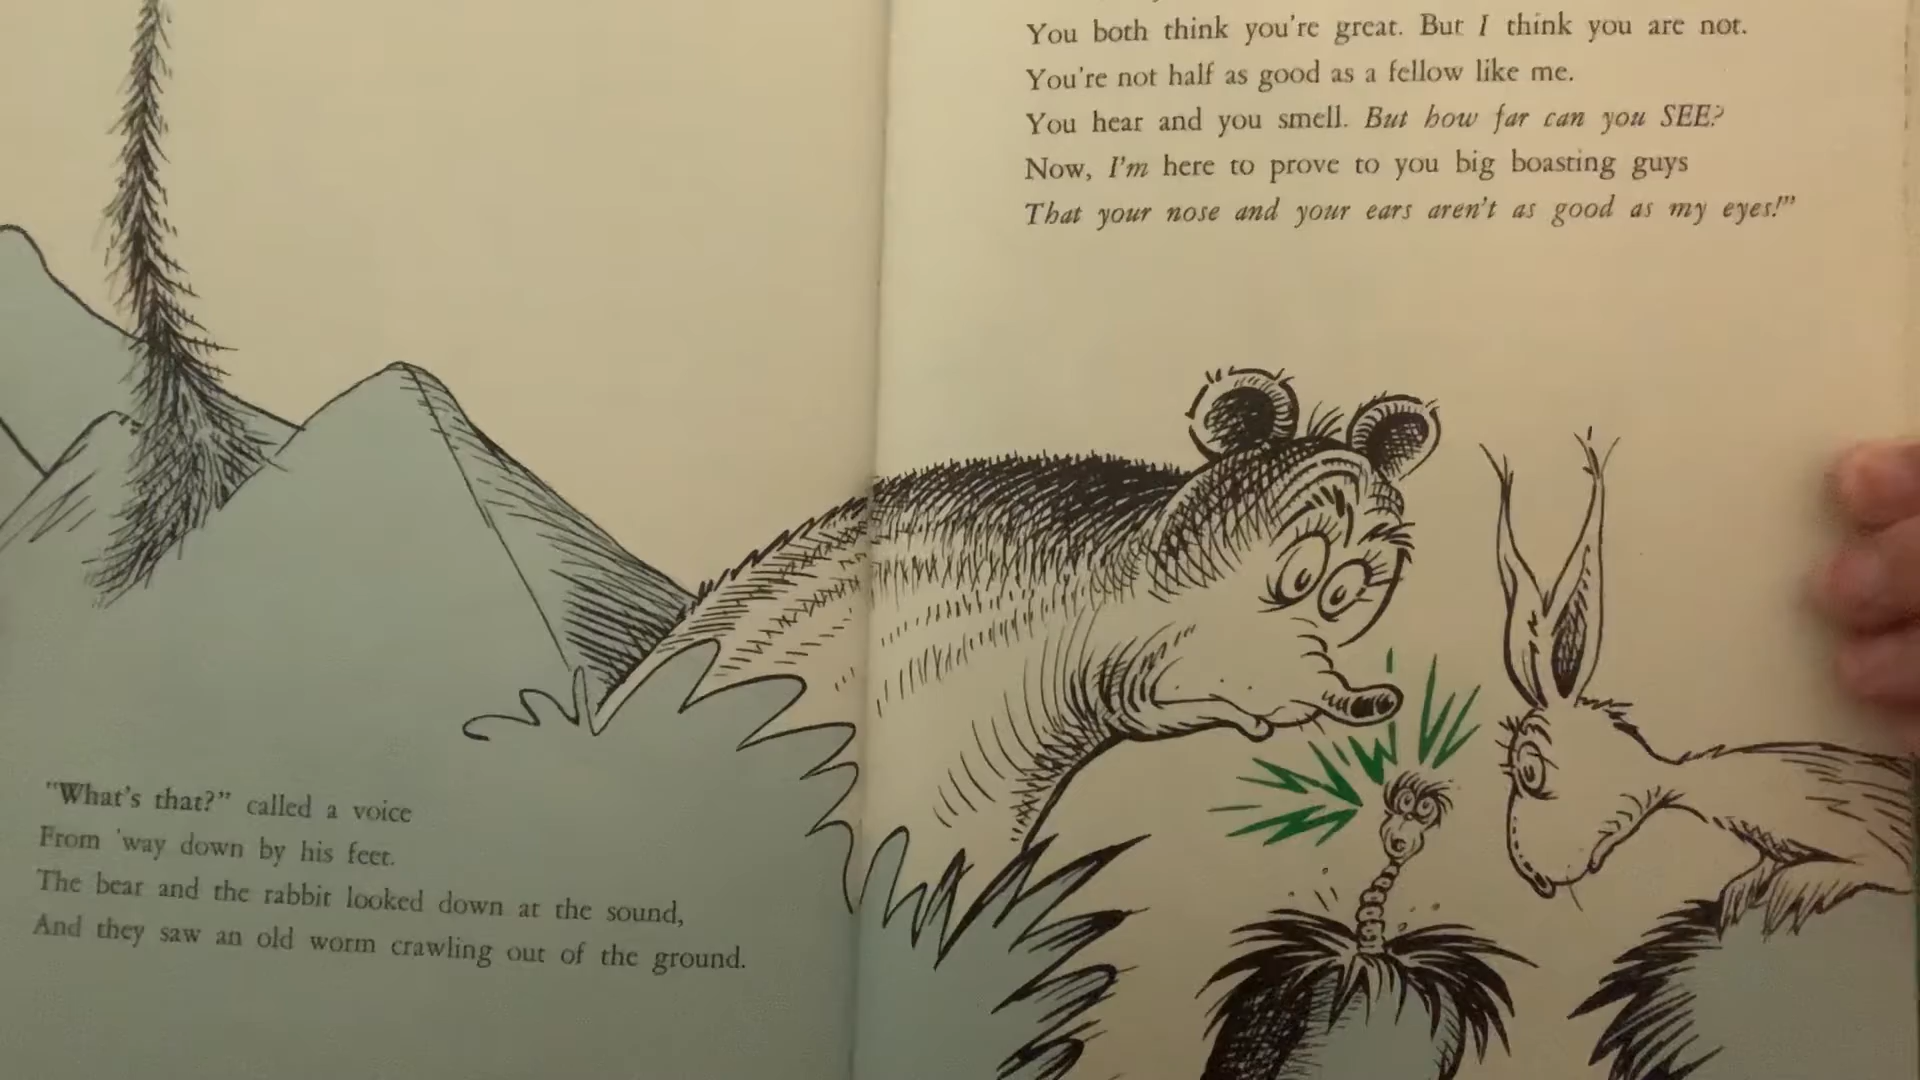 "What's that?" called a voice
From 'way down by his feet.
The bear and the rabbit looked down at the sound,
And they saw an old worm crawling out of the ground.
You both think you're great. But I think you are not.
You're not half as good as a fellow like me.
You hear and you smell. But how far can you SEE?
Now, I'm here to prove to you big boasting guys
That your nose and your ears aren't as good as my eyes!"